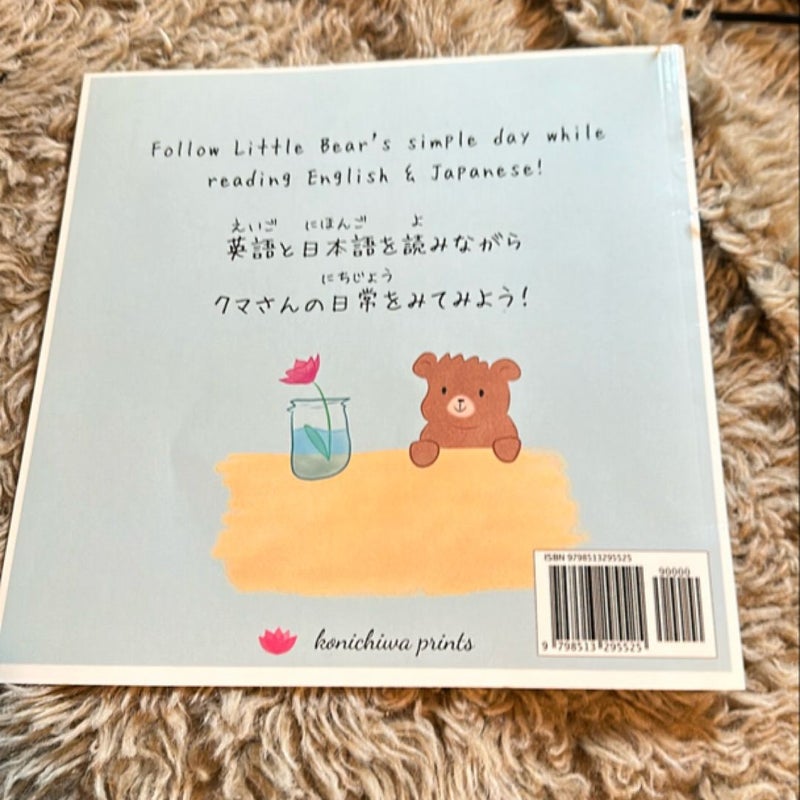 Follow Little Bear's simple day while
reading English & Japanese!
えいご にほんご よ
英語と日本語を読みながら
にちじょう
クマさんの日常をみてみよう!
ISBN 9798513295525
90000
9 798513 295525
konichiwa prints